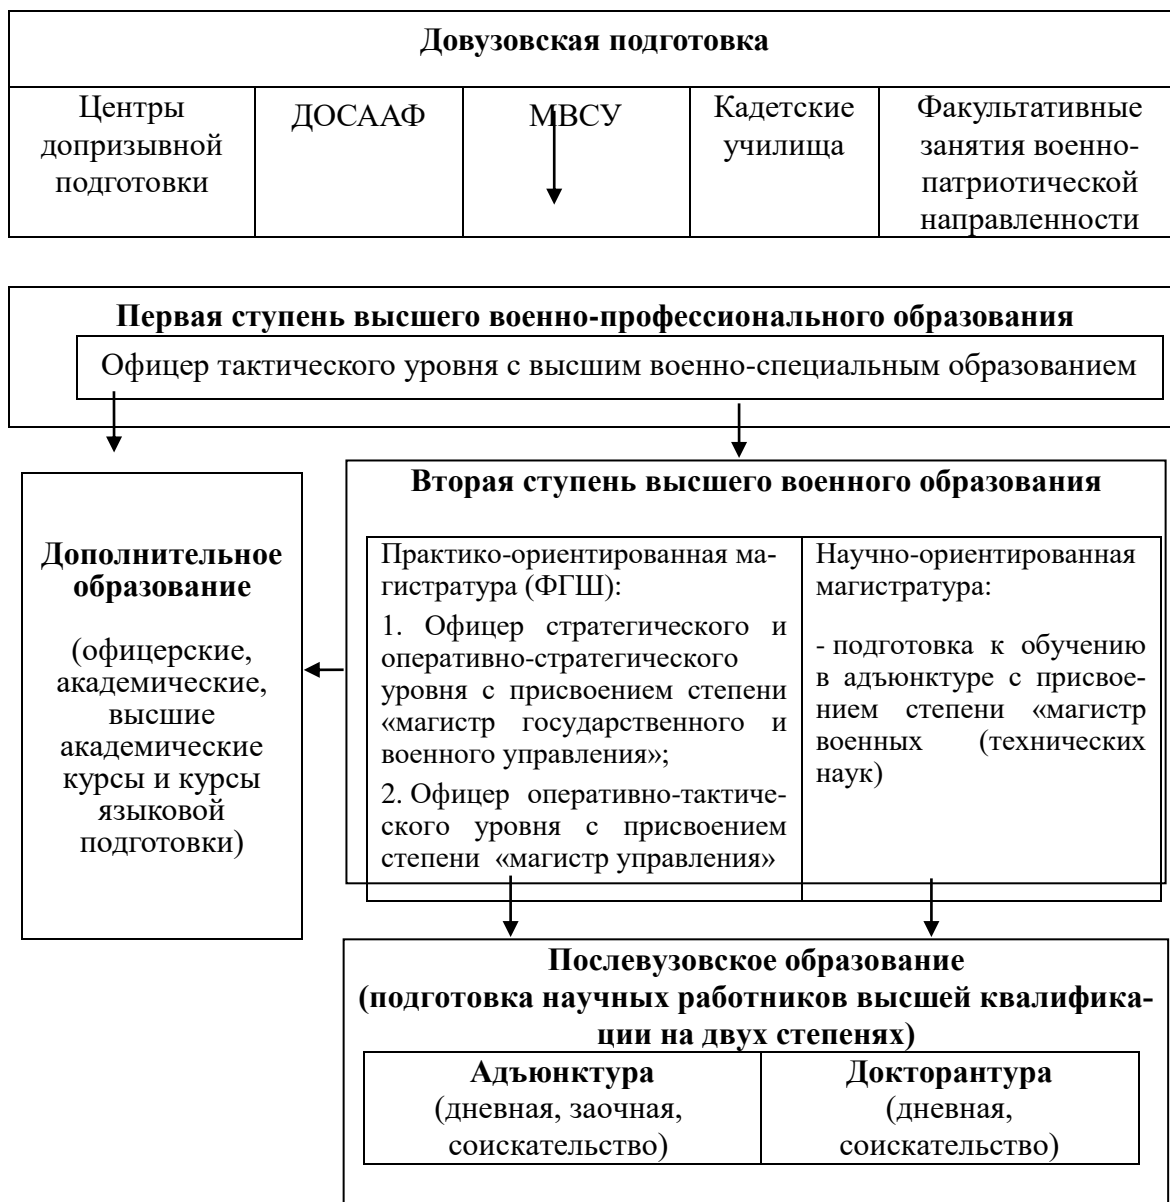 Довузовская подготовка
Центры
допризывной
подготовки
ДОСААФ
МВСУ
Кадетские
училища
Факультативные
занятия военно-
патриотической
направленности
Первая ступень высшего военно-профессионального образования
Офицер тактического уровня с высшим военно-специальным образованием
Дополнительное
образование
(офицерские,
академические,
высшие
академические
курсы и курсы
языковой
подготовки)
Вторая ступень высшего военного образования
Практико-ориентированная ма-
гистратура (ФГШ):
1. Офицер стратегического и
оперативно-стратегического
уровня с присвоением степени
«магистр государственного и
военного управления»;
2. Офицер оперативно-тактиче-
ского уровня с присвоением
степени «магистр управления»
Научно-ориентированная
магистратура:
- подготовка к обучению
в адъюнктуре с присвое-
нием степени «магистр
военных (технических
наук)
Послевузовское образование
(подготовка научных работников высшей квалифика-
ции на двух степенях)
Адъюнктура
(дневная, заочная,
соискательство)
Докторантура
(дневная,
соискательство)